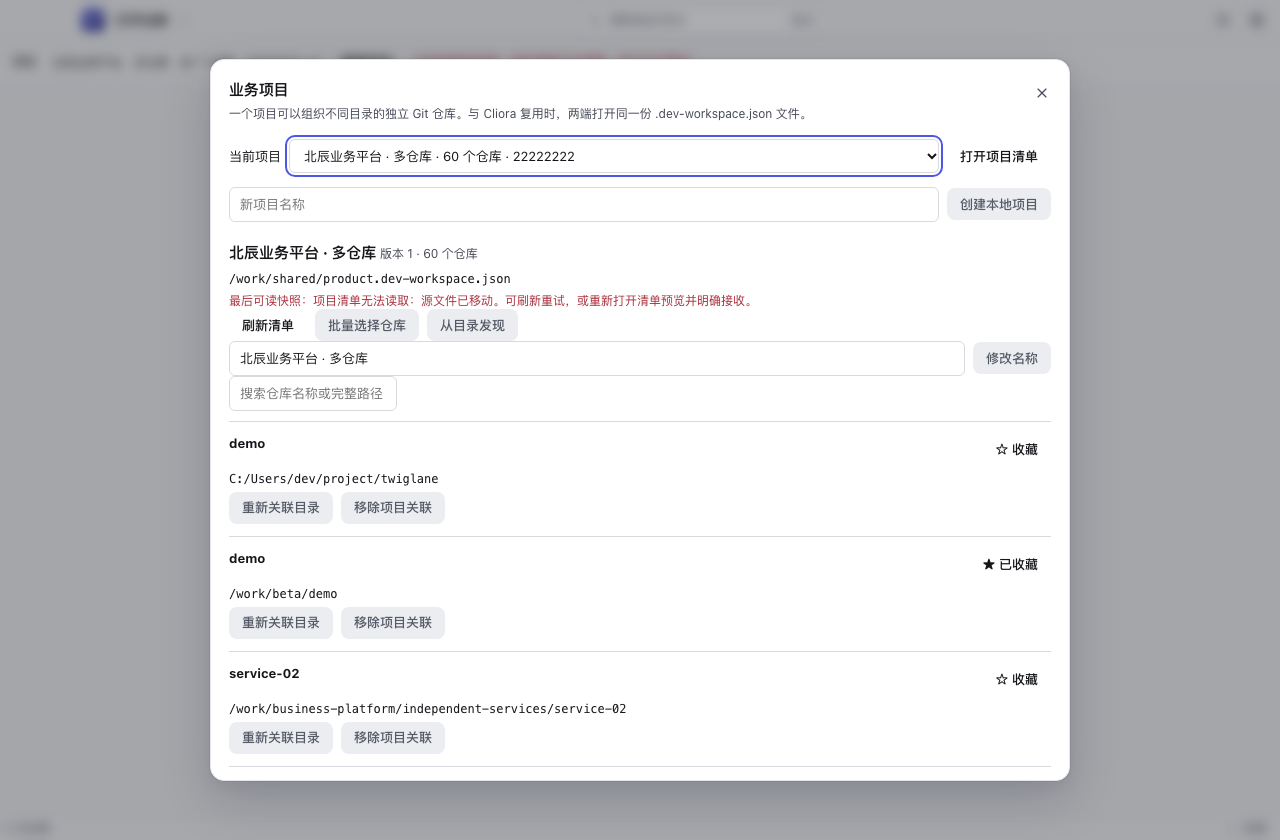 业务项目
一个项目可以组织不同目录的独立 Git 仓库。与 Cliora 复用时，两端打开同一份 .dev-workspace.json 文件。
当前项目 北辰业务平台 · 多仓库 · 60 个仓库 · 22222222 打开项目清单
新项目名称 创建本地项目
北辰业务平台 · 多仓库 版本 1 · 60 个仓库
/work/shared/product.dev-workspace.json
最后可读快照：项目清单无法读取：源文件已移动。可刷新重试，或重新打开清单预览并明确接收。
刷新清单 批量选择仓库 从目录发现
北辰业务平台 · 多仓库 修改名称
搜索仓库名称或完整路径
demo ☆ 收藏
C:/Users/dev/project/twiglane
重新关联目录 移除项目关联
demo ★ 已收藏
/work/beta/demo
重新关联目录 移除项目关联
service-02 ☆ 收藏
/work/business-platform/independent-services/service-02
重新关联目录 移除项目关联